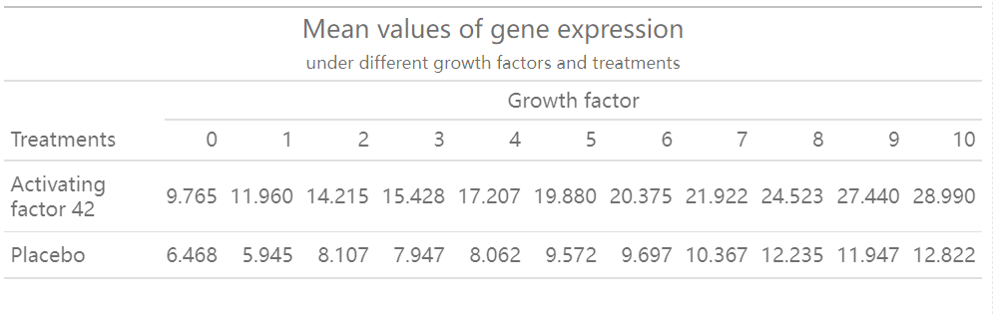 Mean values of gene expression
under different growth factors and treatments
Growth factor
Treatments 0 1 2 3 4 5 6 7 8 9 10
Activating
factor 42 9.765 11.960 14.215 15.428 17.207 19.880 20.375 21.922 24.523 27.440 28.990
Placebo 6.468 5.945 8.107 7.947 8.062 9.572 9.697 10.367 12.235 11.947 12.822